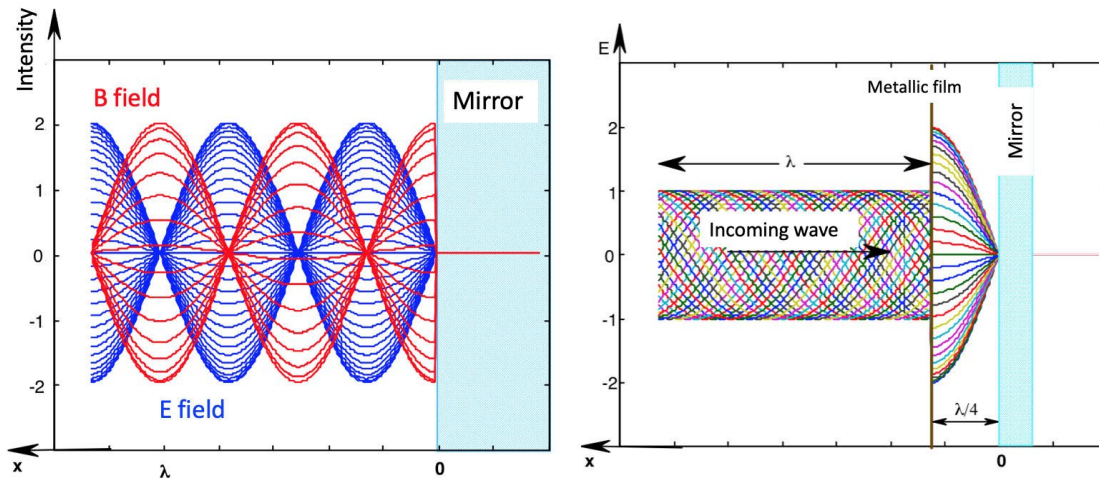 Intensity
B field
Mirror
2
1
0
-1
-2
E field
x
λ
0
E
Metallic film
Mirror
2
λ
1
Incoming wave
0
-1
-2
λ/4
x
0